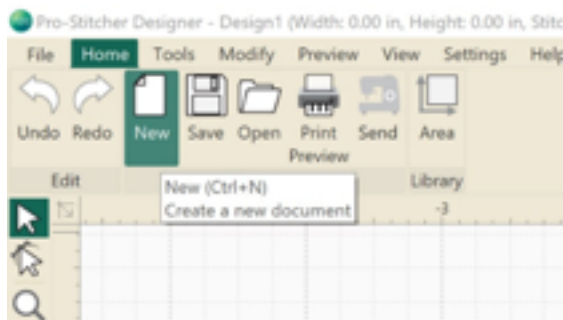 Pro-Stitcher Designer - Design1 (Width: 0.00 in, Height: 0.00 in,
File Home Tools Modify Preview View Settings Help
Undo Redo New Save Open Print Preview Send Area
Edit Library
New (Ctrl+N)
Create a new document
-3